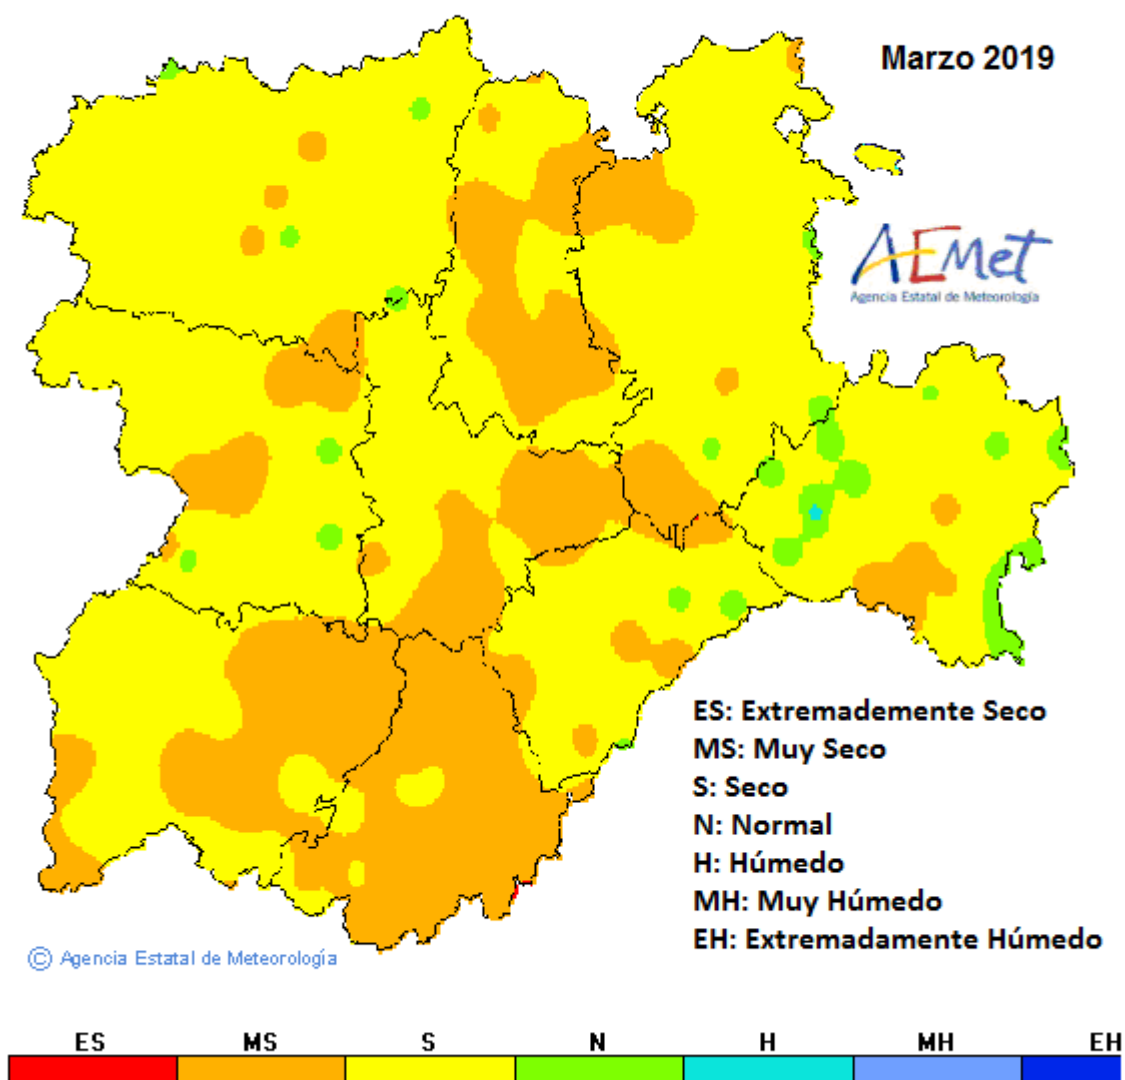 Marzo 2019
AEMet
Agencia Estatal de Meteorología
ES: Extremademente Seco
MS: Muy Seco
S: Seco
N: Normal
H: Húmedo
MH: Muy Húmedo
EH: Extremadamente Húmedo
© Agencia Estatal de Meteorología
ES MS S N H MH EH